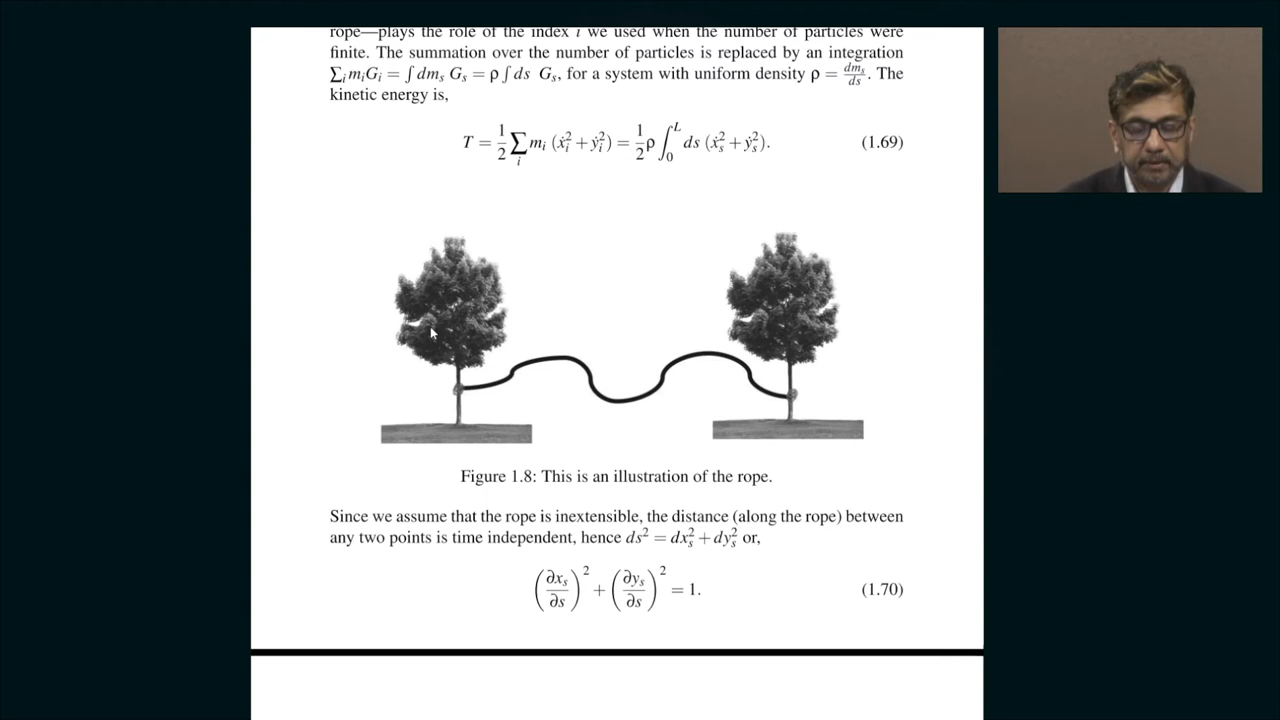 rope—plays the role of the index i we used when the number of particles were
finite. The summation over the number of particles is replaced by an integration
∑ᵢ mᵢGᵢ = ∫ dmₛ Gₛ = ρ ∫ ds Gₛ, for a system with uniform density ρ = dmₛ/ds. The
kinetic energy is,
T = 1/2 ∑ᵢ mᵢ (ẋᵢ² + ẏᵢ²) = 1/2 ρ ∫₀ᴸ ds (ẋₛ² + ẏₛ²). (1.69)
Figure 1.8: This is an illustration of the rope.
Since we assume that the rope is inextensible, the distance (along the rope) between
any two points is time independent, hence ds² = dxₛ² + dyₛ² or,
(∂xₛ/∂s)² + (∂yₛ/∂s)² = 1. (1.70)